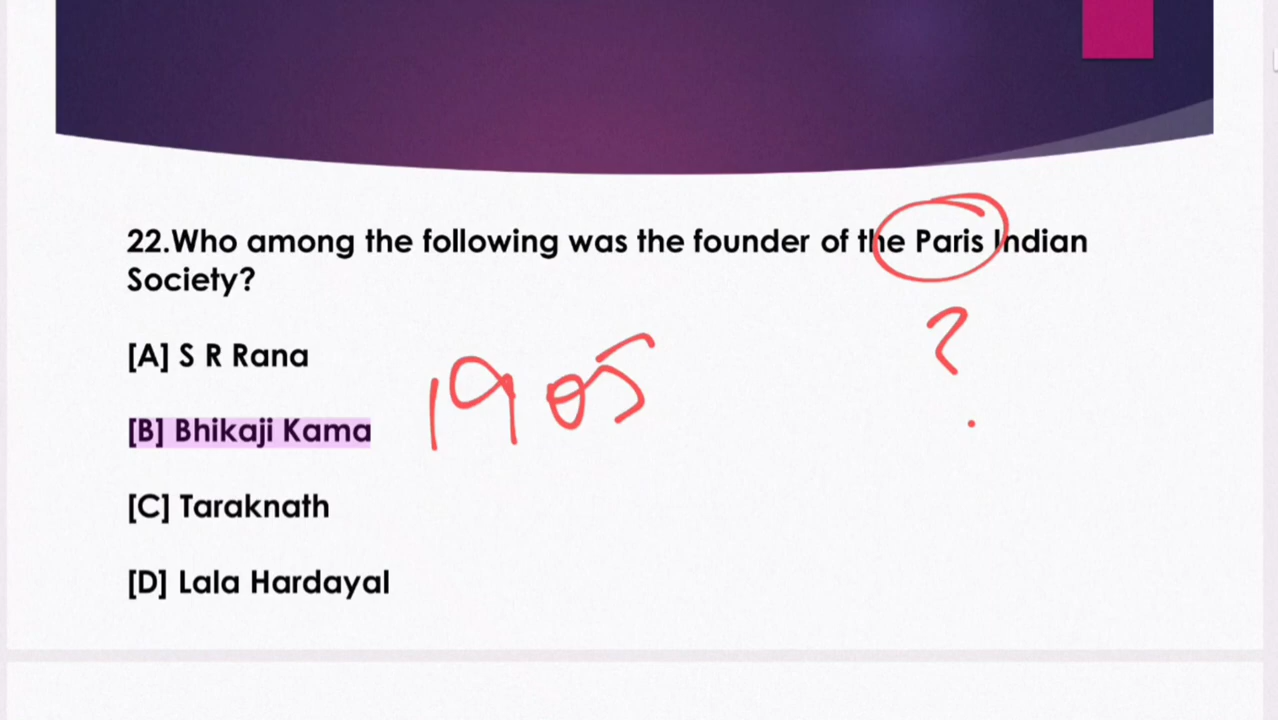 22.Who among the following was the founder of the Paris Indian
Society?
?
[A] S R Rana
1905
[B] Bhikaji Kama
[C] Taraknath
[D] Lala Hardayal